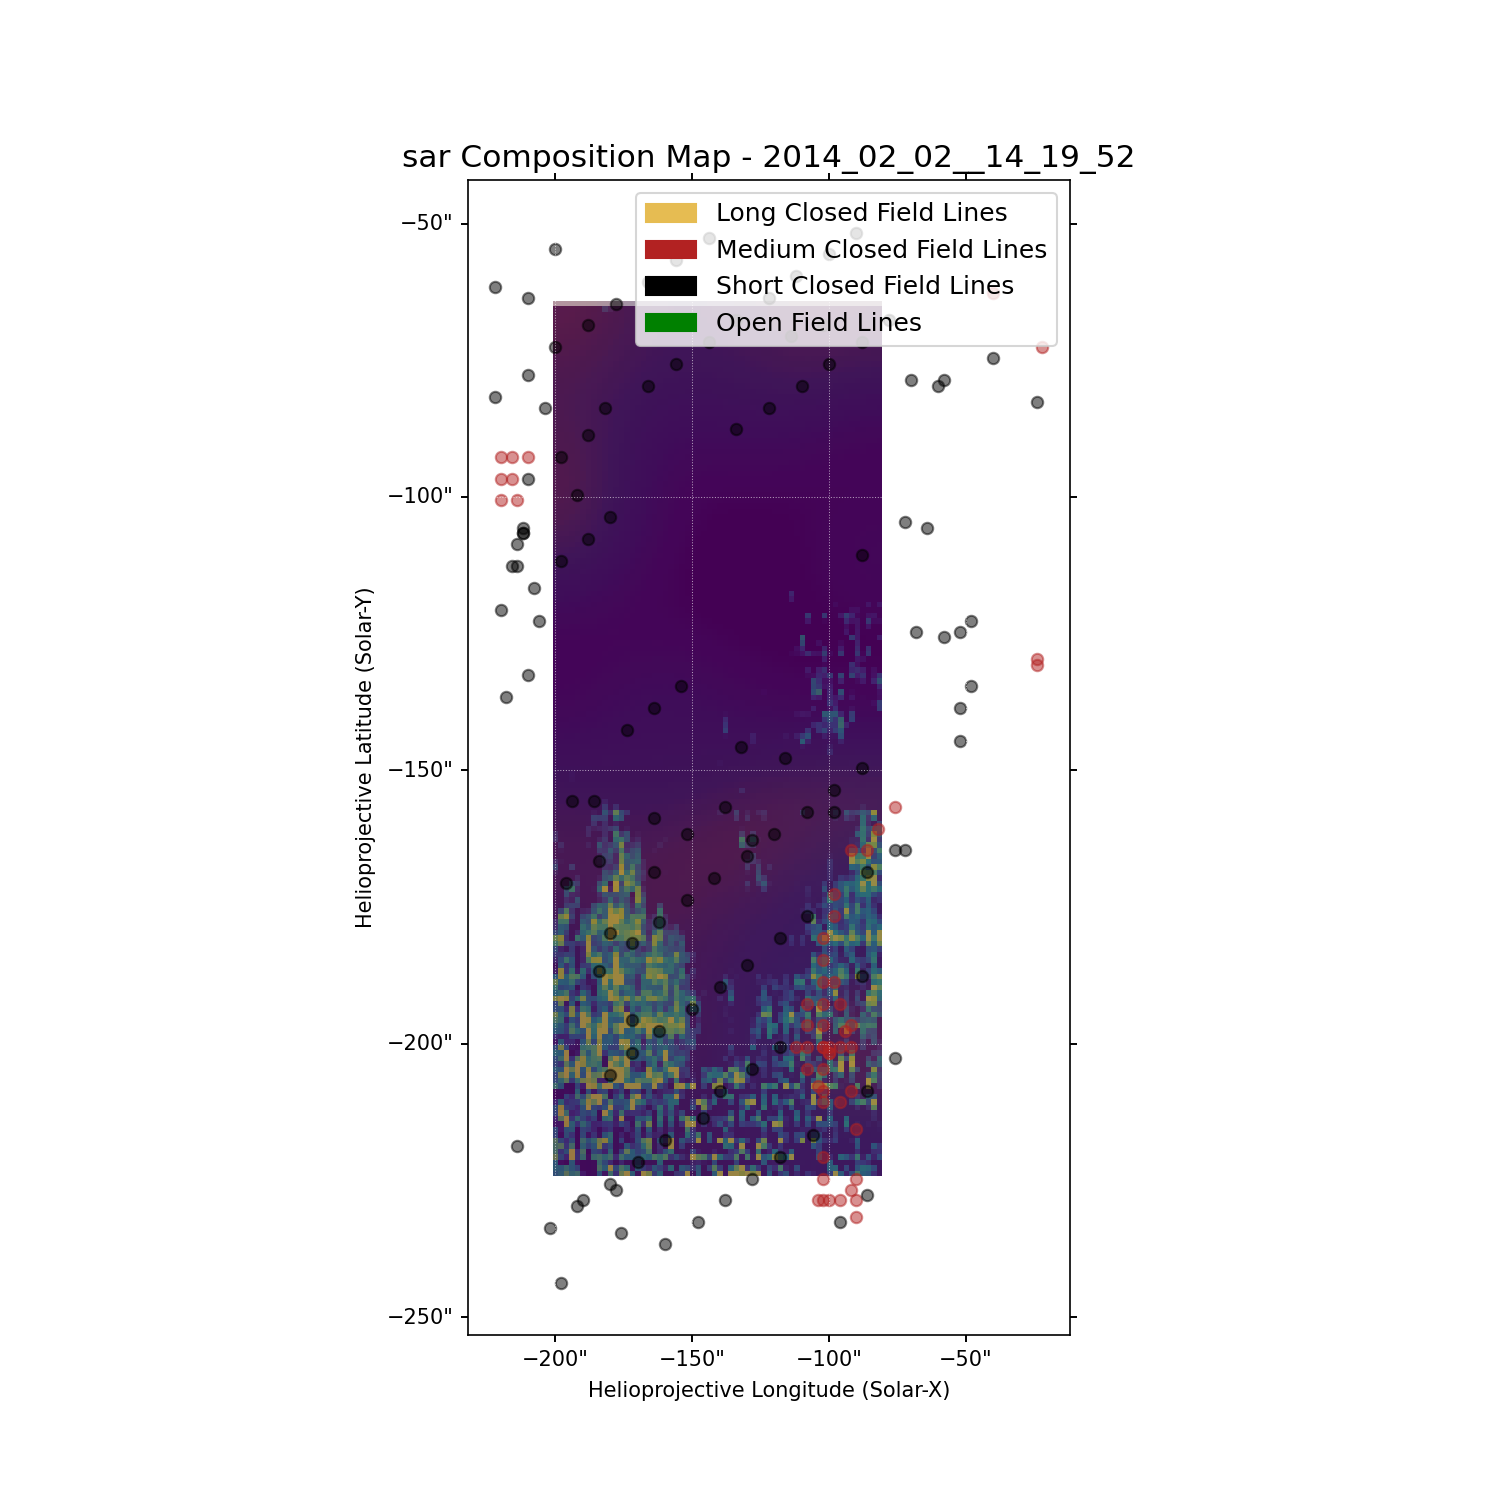 sar Composition Map - 2014_02_02__14_19_52
Long Closed Field Lines
Medium Closed Field Lines
Short Closed Field Lines
Open Field Lines
−50"
−100"
−150"
−200"
−250"
Helioprojective Latitude (Solar-Y)
−200"
−150"
−100"
−50"
Helioprojective Longitude (Solar-X)